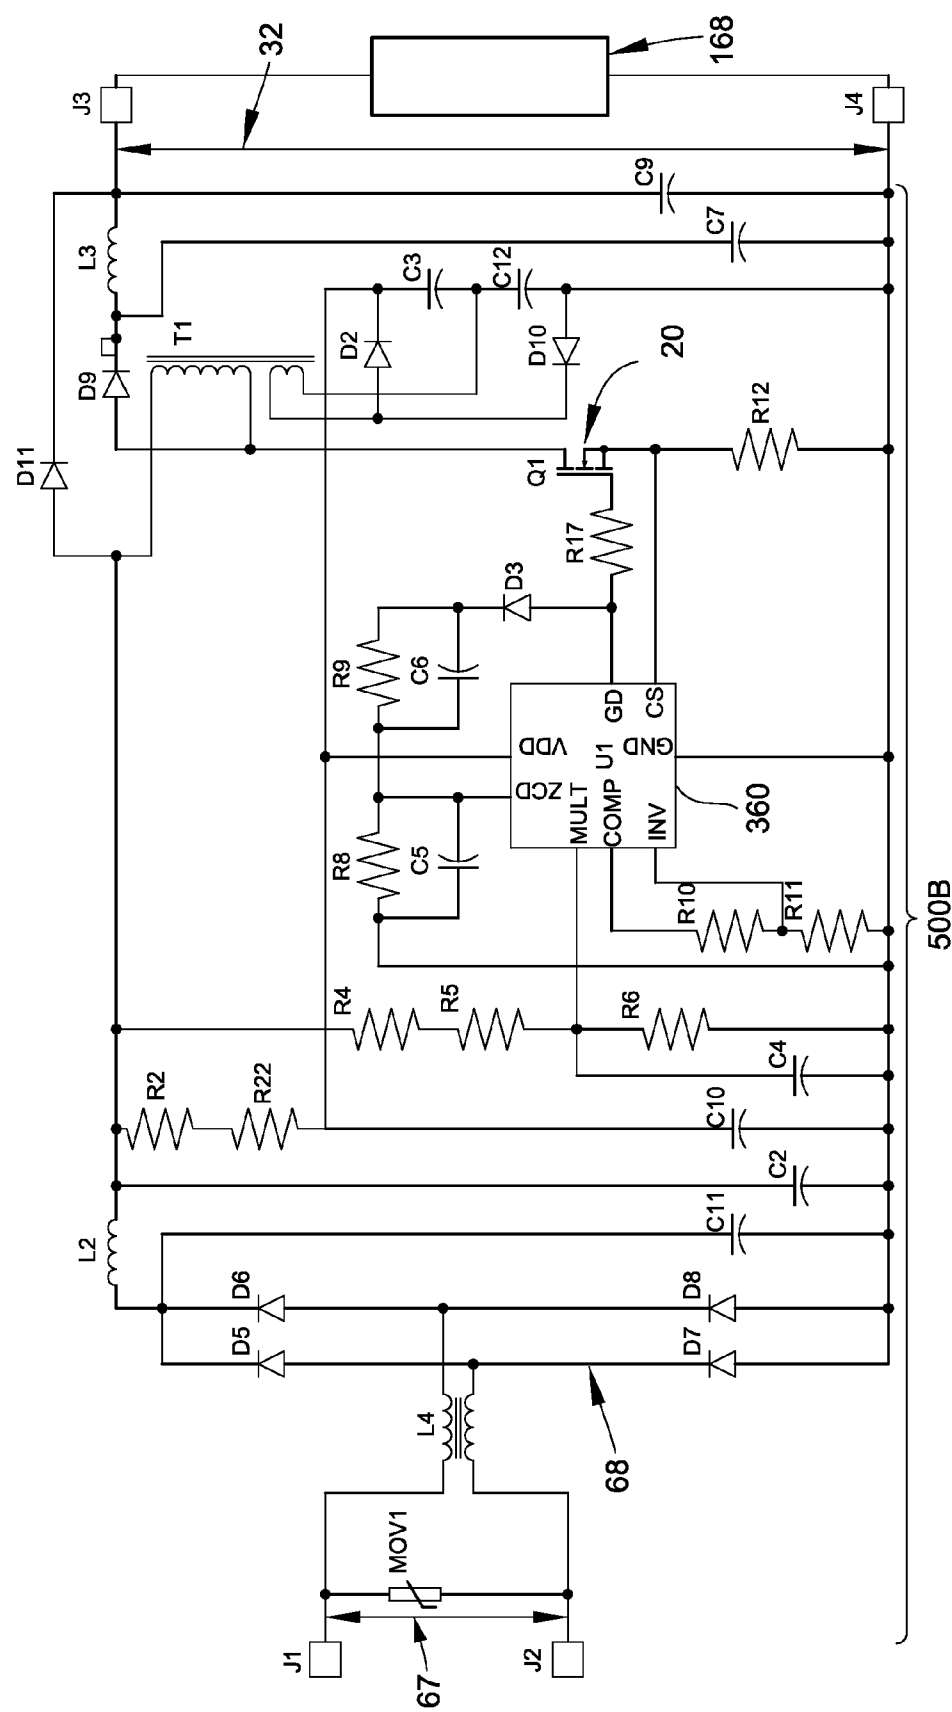 32
168
J3
J4
C9
C7
L3
T1
D9
D11
C3
C12
D2
D10
20
Q1
R12
R17
D3
R9
C6
VDD
ZCD
GD
CS
U1
GND
MULT
COMP
INV
360
R8
C5
R10
R11
R4
R5
R6
C4
R2
R22
C10
C2
C11
L2
D6
D8
D5
D7
L4
68
MOV1
67
J1
J2
500B